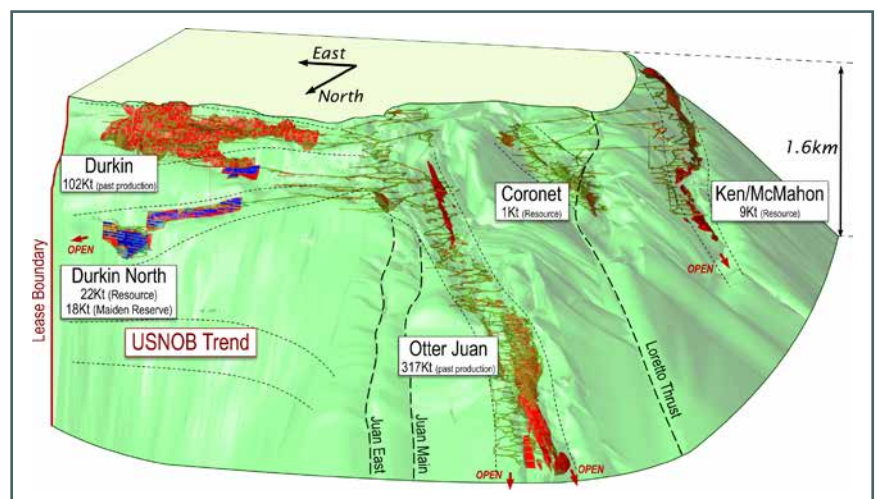 East
North
1.6km
Durkin
102Kt (past production)
Coronet
1Kt (Resource)
Ken/McMahon
9Kt (Resource)
OPEN
OPEN
Durkin North
22Kt (Resource)
18Kt (Maiden Reserve)
Lease Boundary
USNOB Trend
Otter Juan
317Kt (past production)
Loretto Thrust
Juan East
Juan Main
OPEN
OPEN